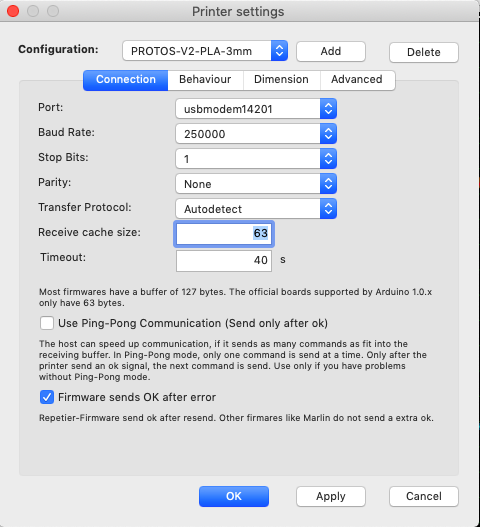 Printer settings
Configuration: PROTOS-V2-PLA-3mm Add Delete
Connection Behaviour Dimension Advanced
Port: usbmodem14201
Baud Rate: 250000
Stop Bits: 1
Parity: None
Transfer Protocol: Autodetect
Receive cache size: 63
Timeout: 40 s
Most firmwares have a buffer of 127 bytes. The official boards supported by Arduino 1.0.x
only have 63 bytes.
Use Ping-Pong Communication (Send only after ok)
The host can speed up communication, if it sends as many commands as fit into the
receiving buffer. In Ping-Pong mode, only one command is send at a time. Only after the
printer send an ok signal, the next command is send. Use only if you have problems
without Ping-Pong mode.
Firmware sends OK after error
Repetier-Firmware send ok after resend. Other firmares like Marlin do not send a extra ok.
OK Apply Cancel